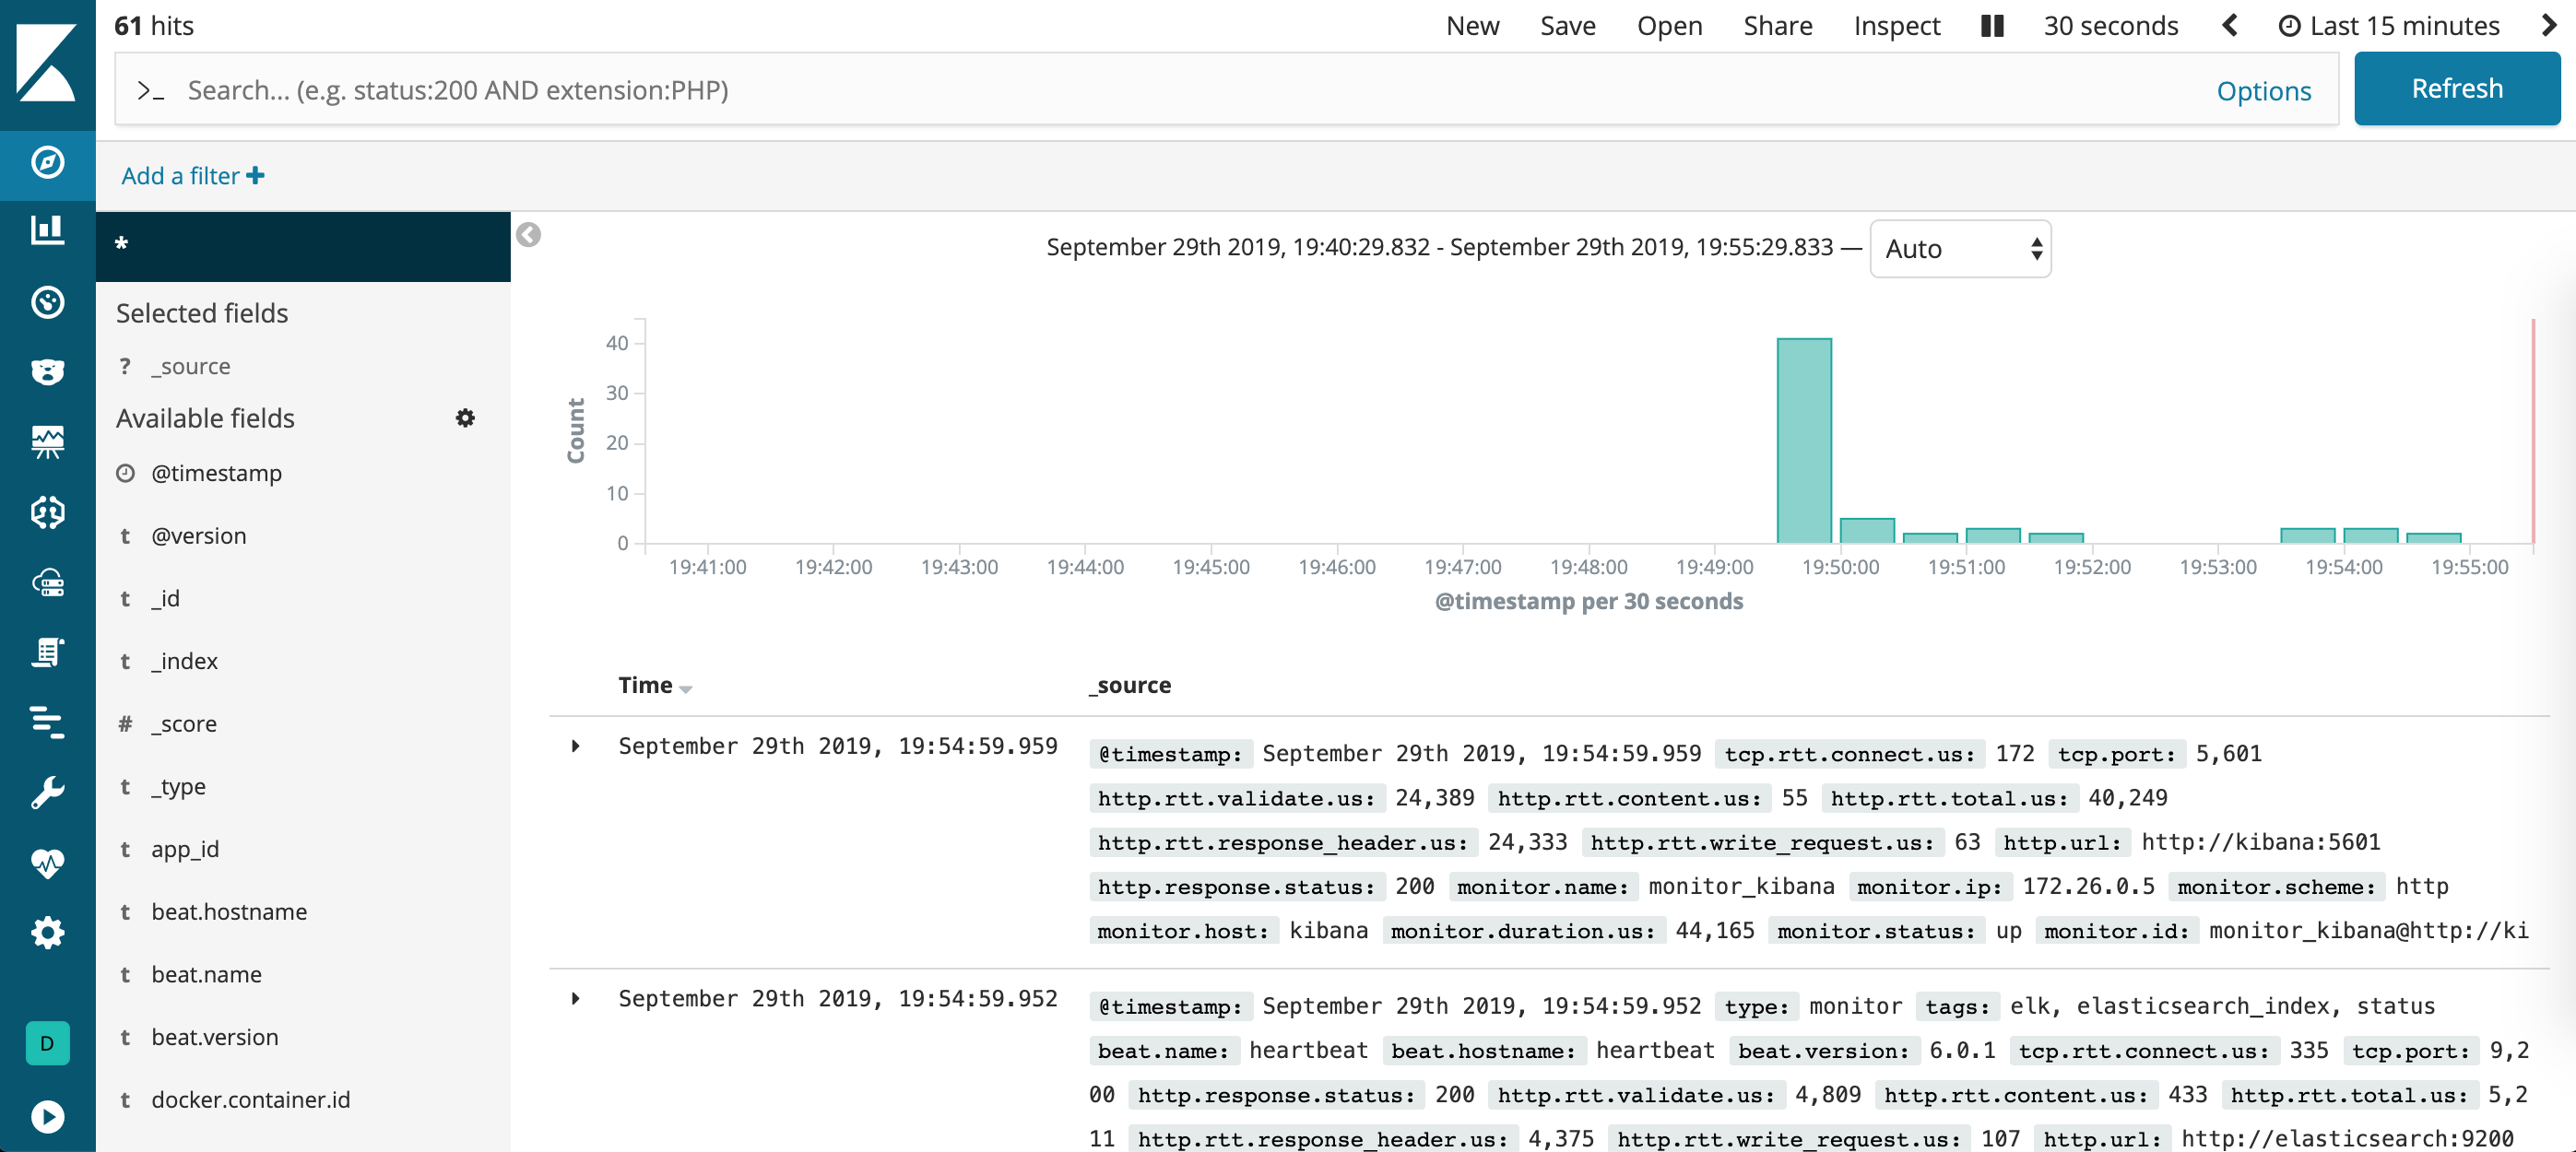 61 hits
New Save Open Share Inspect 30 seconds Last 15 minutes
>_ Search... (e.g. status:200 AND extension:PHP) Options Refresh
Add a filter +
*
September 29th 2019, 19:40:29.832 - September 29th 2019, 19:55:29.833 — Auto
Selected fields
? _source
Available fields
@timestamp
t @version
t _id
t _index
# _score
t _type
t app_id
t beat.hostname
t beat.name
t beat.version
t docker.container.id
D
Count
40
30
20
10
0
19:41:00 19:42:00 19:43:00 19:44:00 19:45:00 19:46:00 19:47:00 19:48:00 19:49:00 19:50:00 19:51:00 19:52:00 19:53:00 19:54:00 19:55:00
@timestamp per 30 seconds
Time _source
September 29th 2019, 19:54:59.959 @timestamp: September 29th 2019, 19:54:59.959 tcp.rtt.connect.us: 172 tcp.port: 5,601
http.rtt.validate.us: 24,389 http.rtt.content.us: 55 http.rtt.total.us: 40,249
http.rtt.response_header.us: 24,333 http.rtt.write_request.us: 63 http.url: http://kibana:5601
http.response.status: 200 monitor.name: monitor_kibana monitor.ip: 172.26.0.5 monitor.scheme: http
monitor.host: kibana monitor.duration.us: 44,165 monitor.status: up monitor.id: monitor_kibana@http://ki
September 29th 2019, 19:54:59.952 @timestamp: September 29th 2019, 19:54:59.952 type: monitor tags: elk, elasticsearch_index, status
beat.name: heartbeat beat.hostname: heartbeat beat.version: 6.0.1 tcp.rtt.connect.us: 335 tcp.port: 9,2
00 http.response.status: 200 http.rtt.validate.us: 4,809 http.rtt.content.us: 433 http.rtt.total.us: 5,2
11 http.rtt.response_header.us: 4,375 http.rtt.write_request.us: 107 http.url: http://elasticsearch:9200